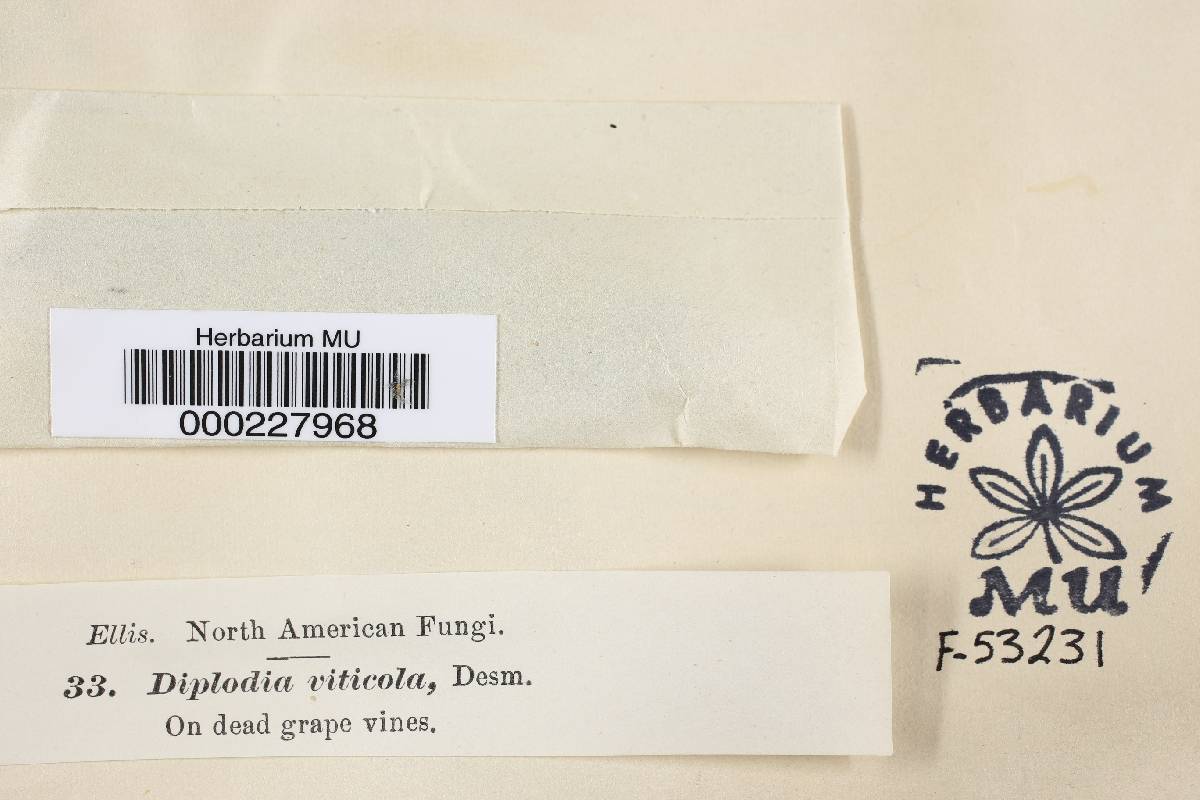 Herbarium MU
000227968
HERBARIUM
MU
F-53231
Ellis. North American Fungi.
33. Diplodia viticola, Desm.
On dead grape vines.